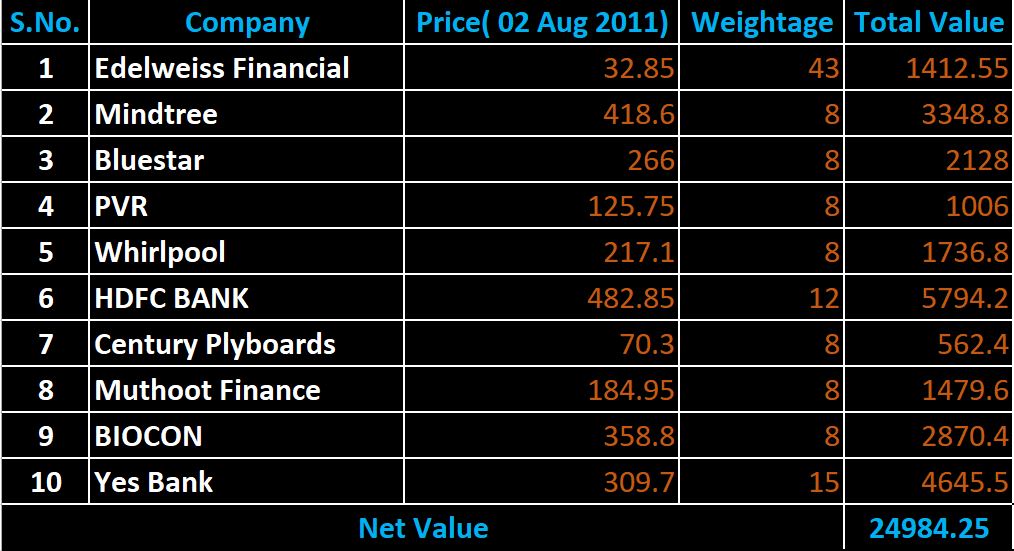 S.No. Company Price( 02 Aug 2011) Weightage Total Value
1 Edelweiss Financial 32.85 43 1412.55
2 Mindtree 418.6 8 3348.8
3 Bluestar 266 8 2128
4 PVR 125.75 8 1006
5 Whirlpool 217.1 8 1736.8
6 HDFC BANK 482.85 12 5794.2
7 Century Plyboards 70.3 8 562.4
8 Muthoot Finance 184.95 8 1479.6
9 BIOCON 358.8 8 2870.4
10 Yes Bank 309.7 15 4645.5
Net Value 24984.25